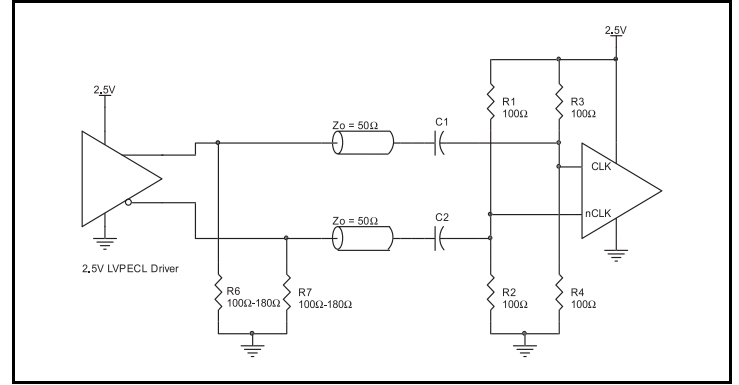 2.5V
2.5V
R1
100Ω
R3
100Ω
Zo = 50Ω
C1
CLK
Zo = 50Ω
C2
nCLK
2.5V LVPECL Driver
R6
100Ω-180Ω
R7
100Ω-180Ω
R2
100Ω
R4
100Ω